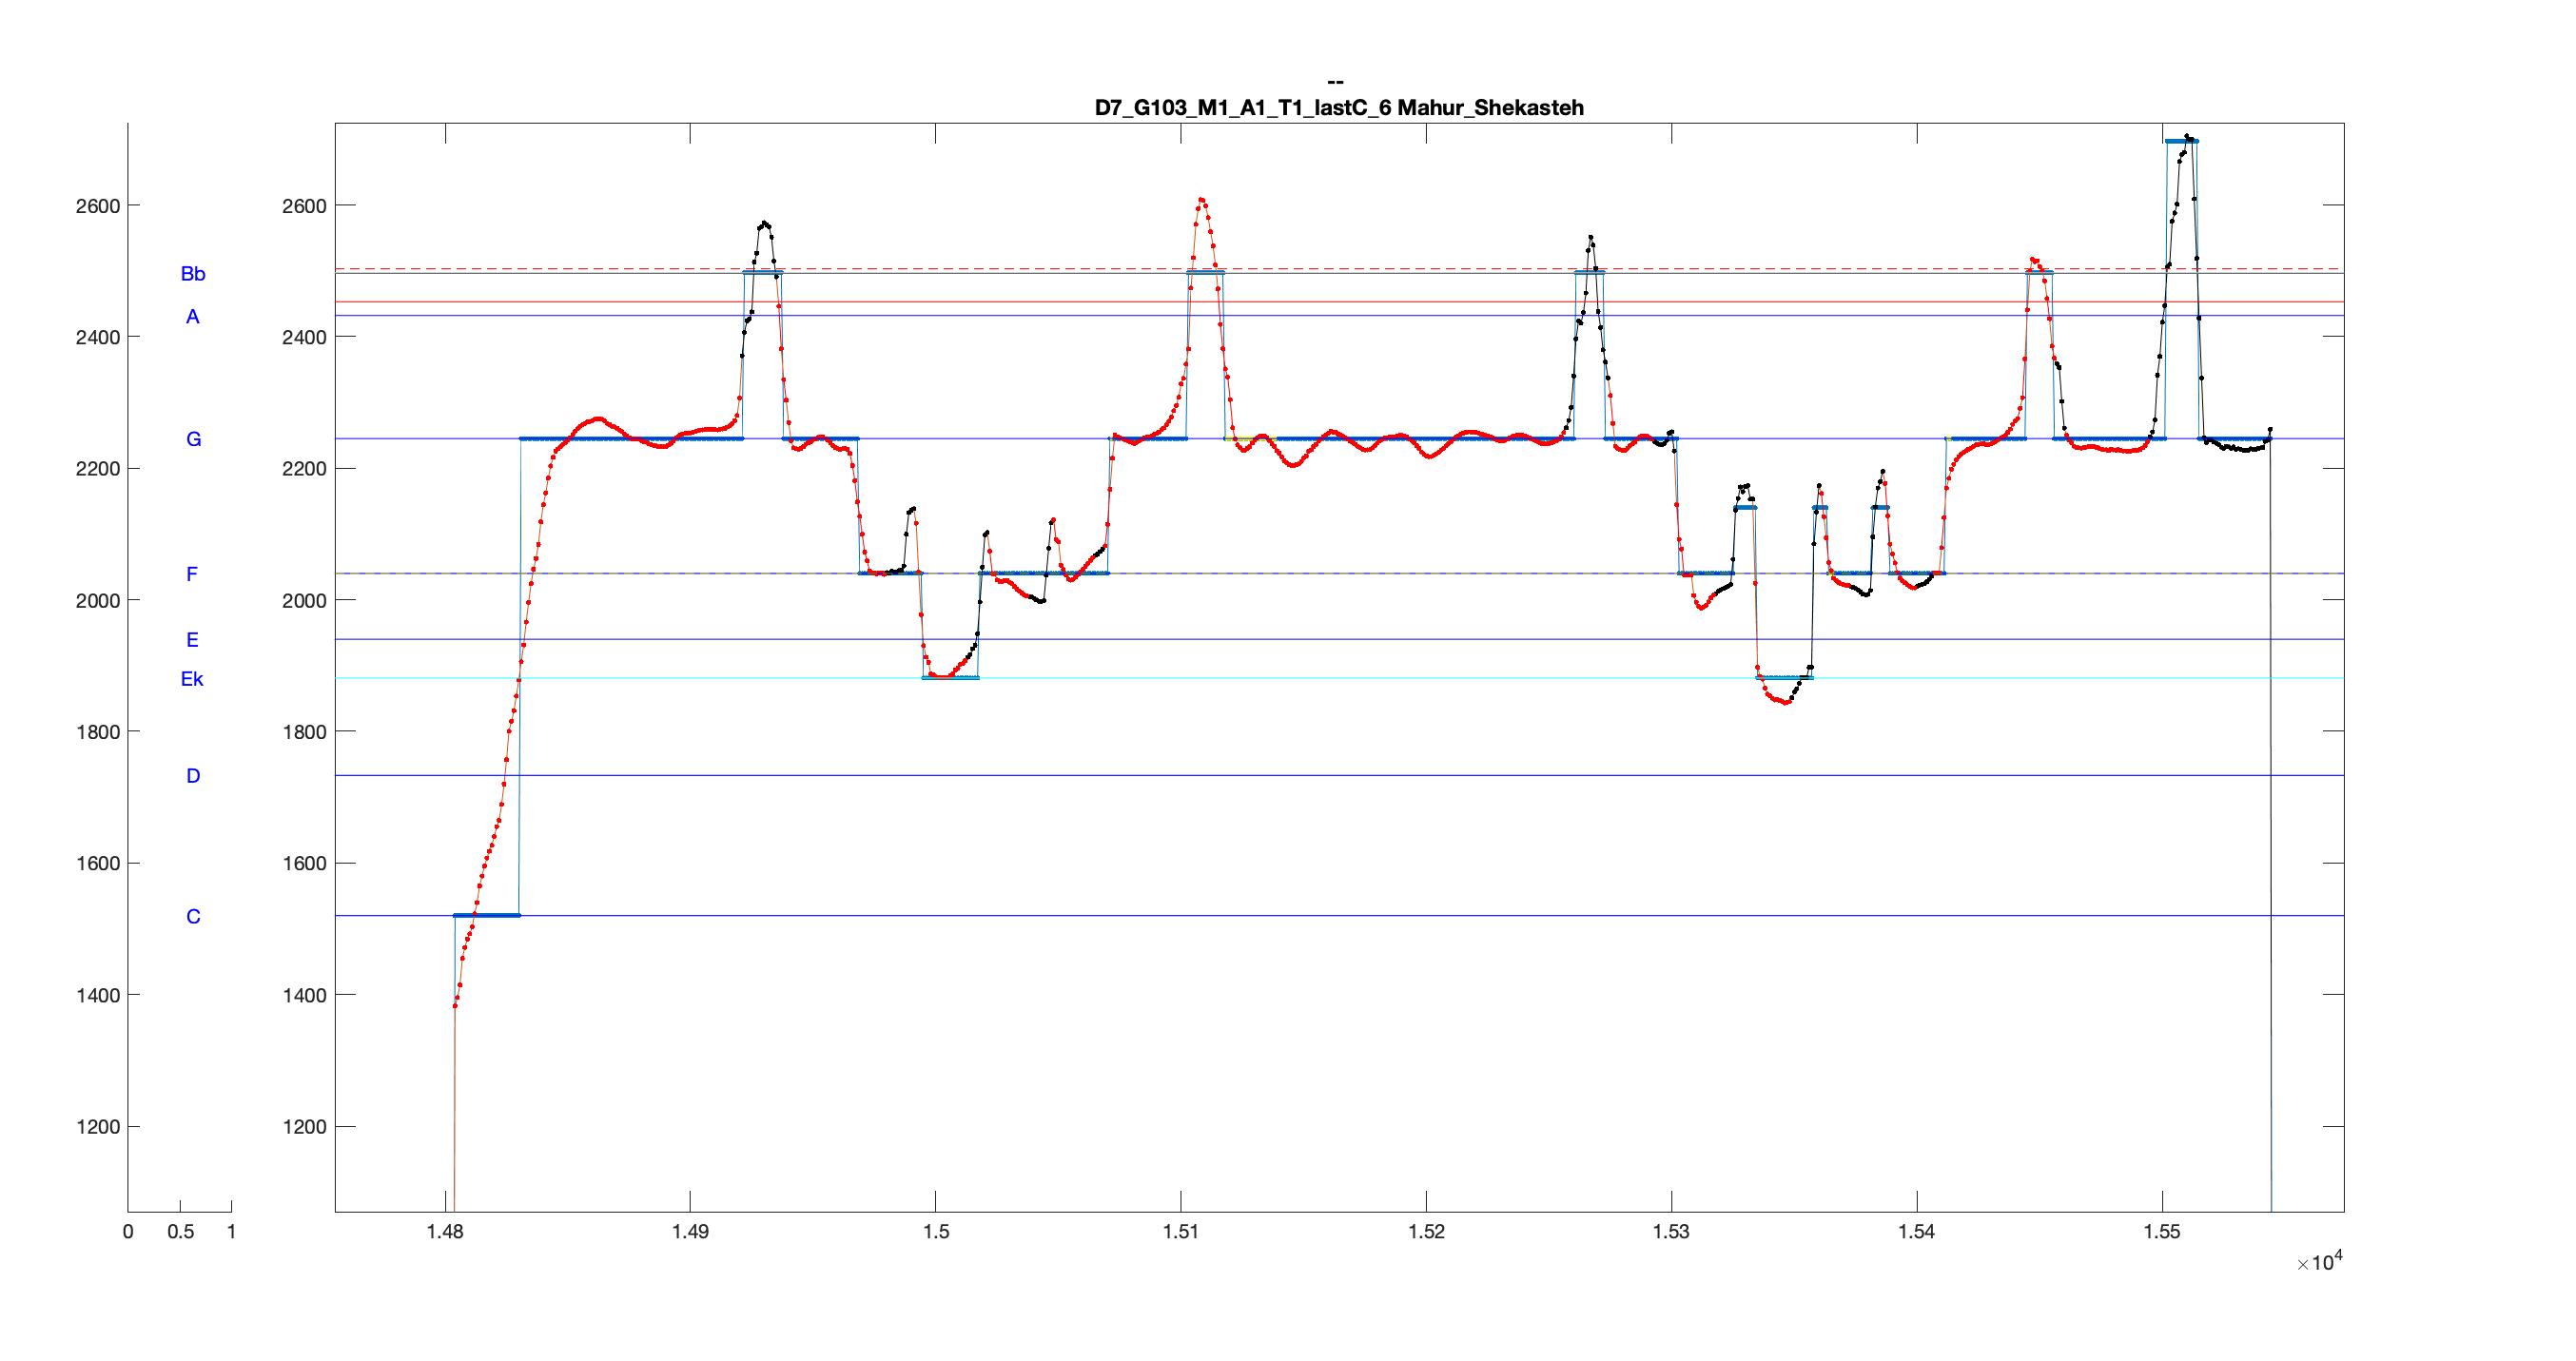 --
D7_G103_M1_A1_T1_lastC_6 Mahur_Shekasteh
2600
2400
2200
2000
1800
1600
1400
1200
0 0.5 1
Bb
A
G
F
E
Ek
D
C
2600
2400
2200
2000
1800
1600
1400
1200
1.48 1.49 1.5 1.51 1.52 1.53 1.54 1.55
×10⁴